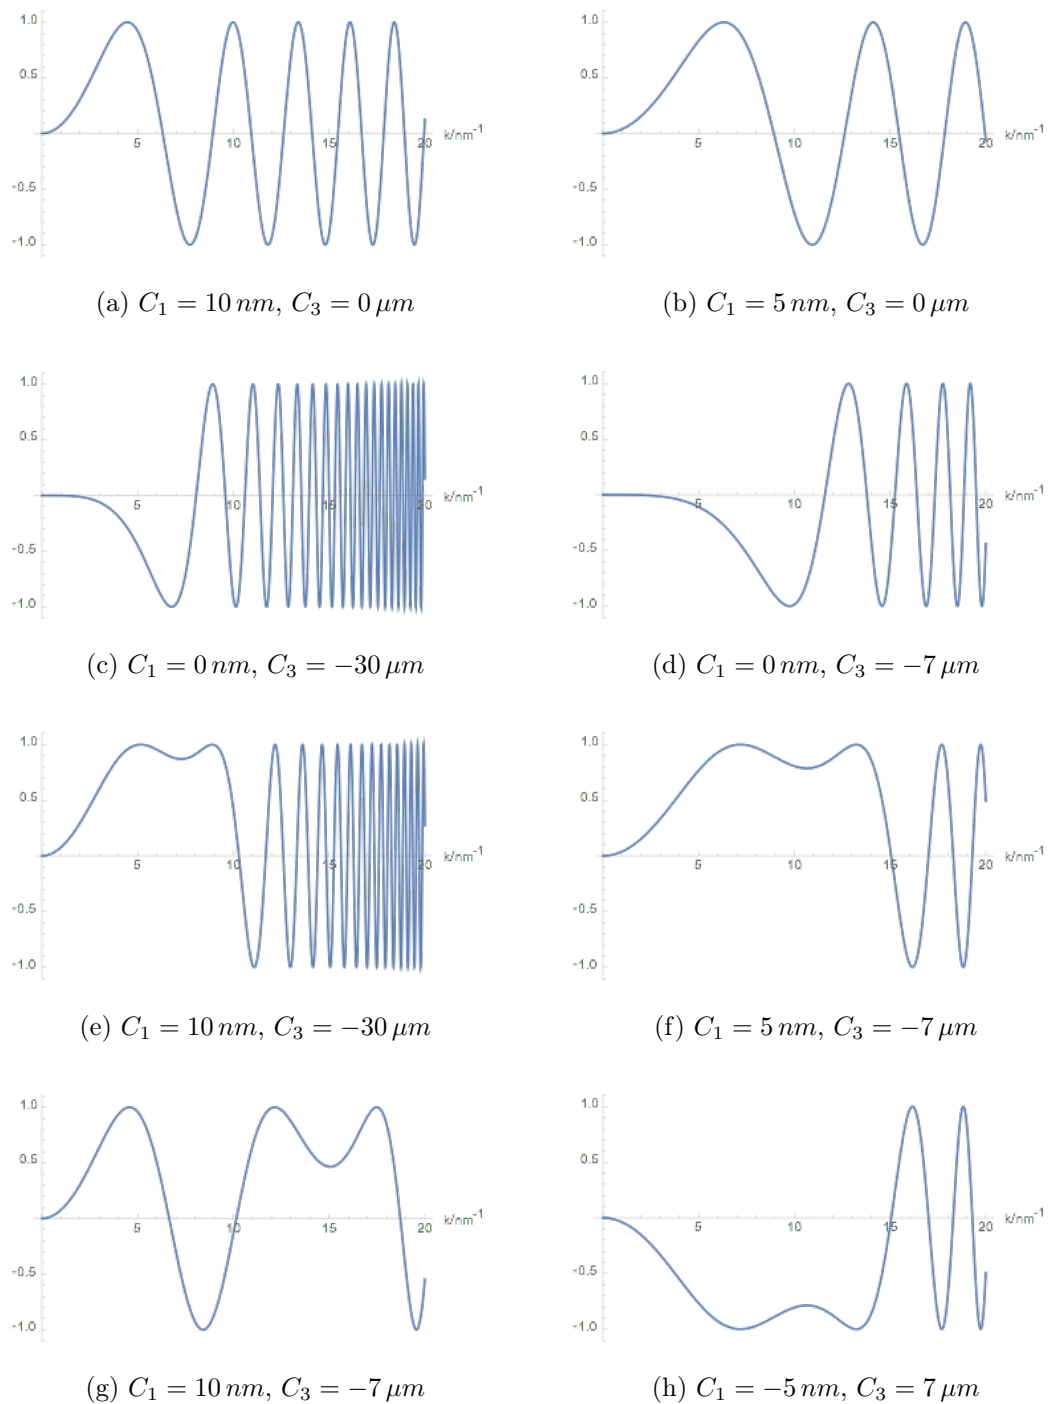 1.0 1.0
0.5 0.5
5 10 15 20 k/nm⁻¹ 5 10 15 20 k/nm⁻¹
-0.5 -0.5
-1.0 -1.0
(a) C₁ = 10 nm, C₃ = 0 μm (b) C₁ = 5 nm, C₃ = 0 μm
1.0 1.0
0.5 0.5
5 10 15 20 k/nm⁻¹ 5 10 15 20 k/nm⁻¹
-0.5 -0.5
-1.0 -1.0
(c) C₁ = 0 nm, C₃ = −30 μm (d) C₁ = 0 nm, C₃ = −7 μm
1.0 1.0
0.5 0.5
5 10 15 20 k/nm⁻¹ 5 10 15 20 k/nm⁻¹
-0.5 -0.5
-1.0 -1.0
(e) C₁ = 10 nm, C₃ = −30 μm (f) C₁ = 5 nm, C₃ = −7 μm
1.0 1.0
0.5 0.5
5 10 15 20 k/nm⁻¹ 5 10 15 20 k/nm⁻¹
-0.5 -0.5
-1.0 -1.0
(g) C₁ = 10 nm, C₃ = −7 μm (h) C₁ = −5 nm, C₃ = 7 μm